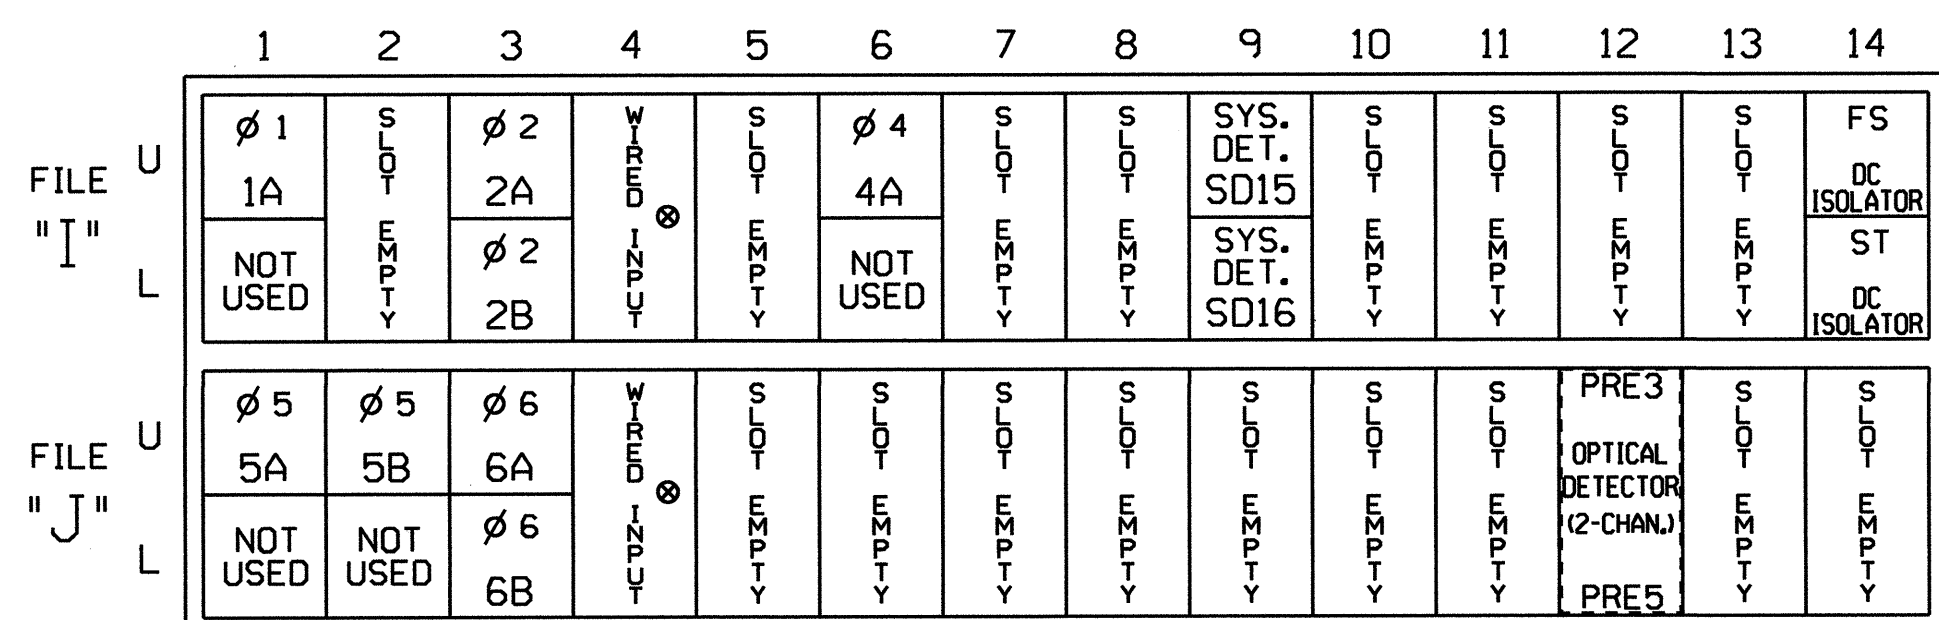 1 2 3 4 5 6 7 8 9 10 11 12 13 14
FILE "I"
U
L
ø 1
1A
NOT
USED
SLOT EMPTY
ø 2
2A
ø 2
2B
WIRED INPUT
SLOT EMPTY
ø 4
4A
NOT
USED
SLOT EMPTY
SLOT EMPTY
SYS.
DET.
SD15
SYS.
DET.
SD16
SLOT EMPTY
SLOT EMPTY
SLOT EMPTY
SLOT EMPTY
FS
DC
ISOLATOR
ST
DC
ISOLATOR
FILE "J"
U
L
ø 5
5A
NOT
USED
ø 5
5B
NOT
USED
ø 6
6A
ø 6
6B
WIRED INPUT
SLOT EMPTY
SLOT EMPTY
SLOT EMPTY
SLOT EMPTY
SLOT EMPTY
SLOT EMPTY
SLOT EMPTY
PRE3
OPTICAL
DETECTOR
(2-CHAN.)
PRE5
SLOT EMPTY
SLOT EMPTY